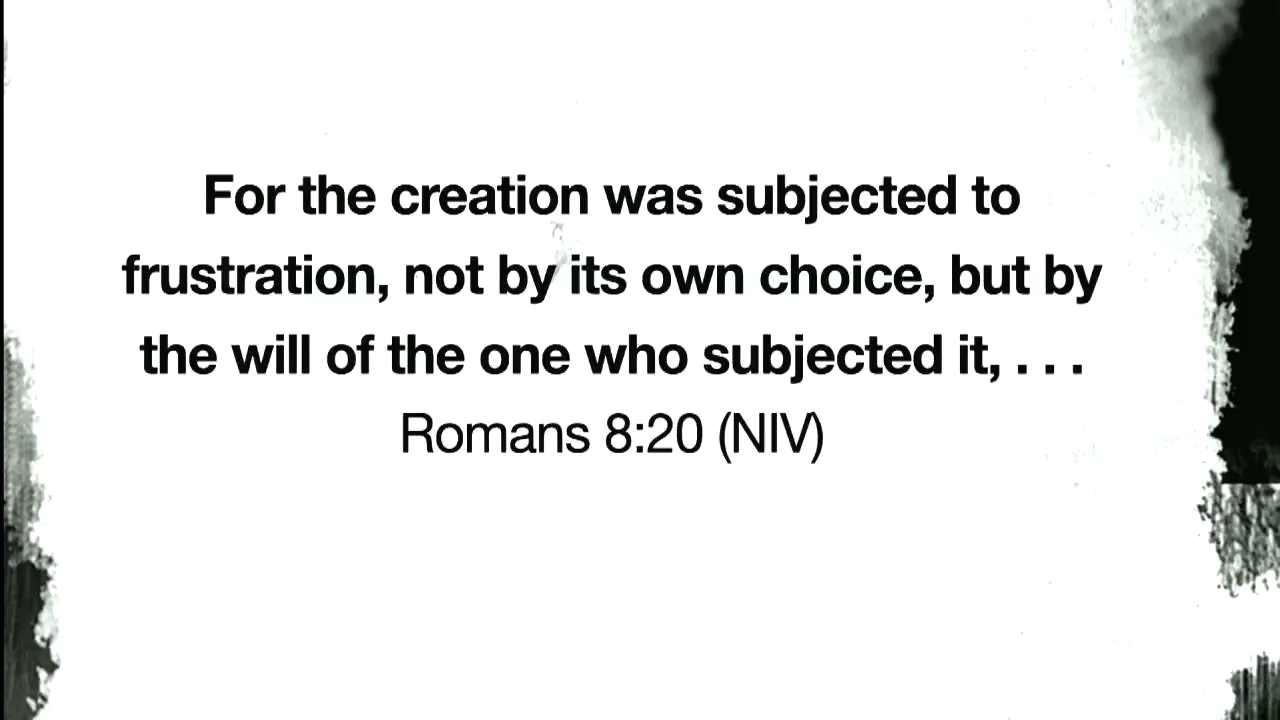 For the creation was subjected to
frustration, not by its own choice, but by
the will of the one who subjected it, . . .
Romans 8:20 (NIV)